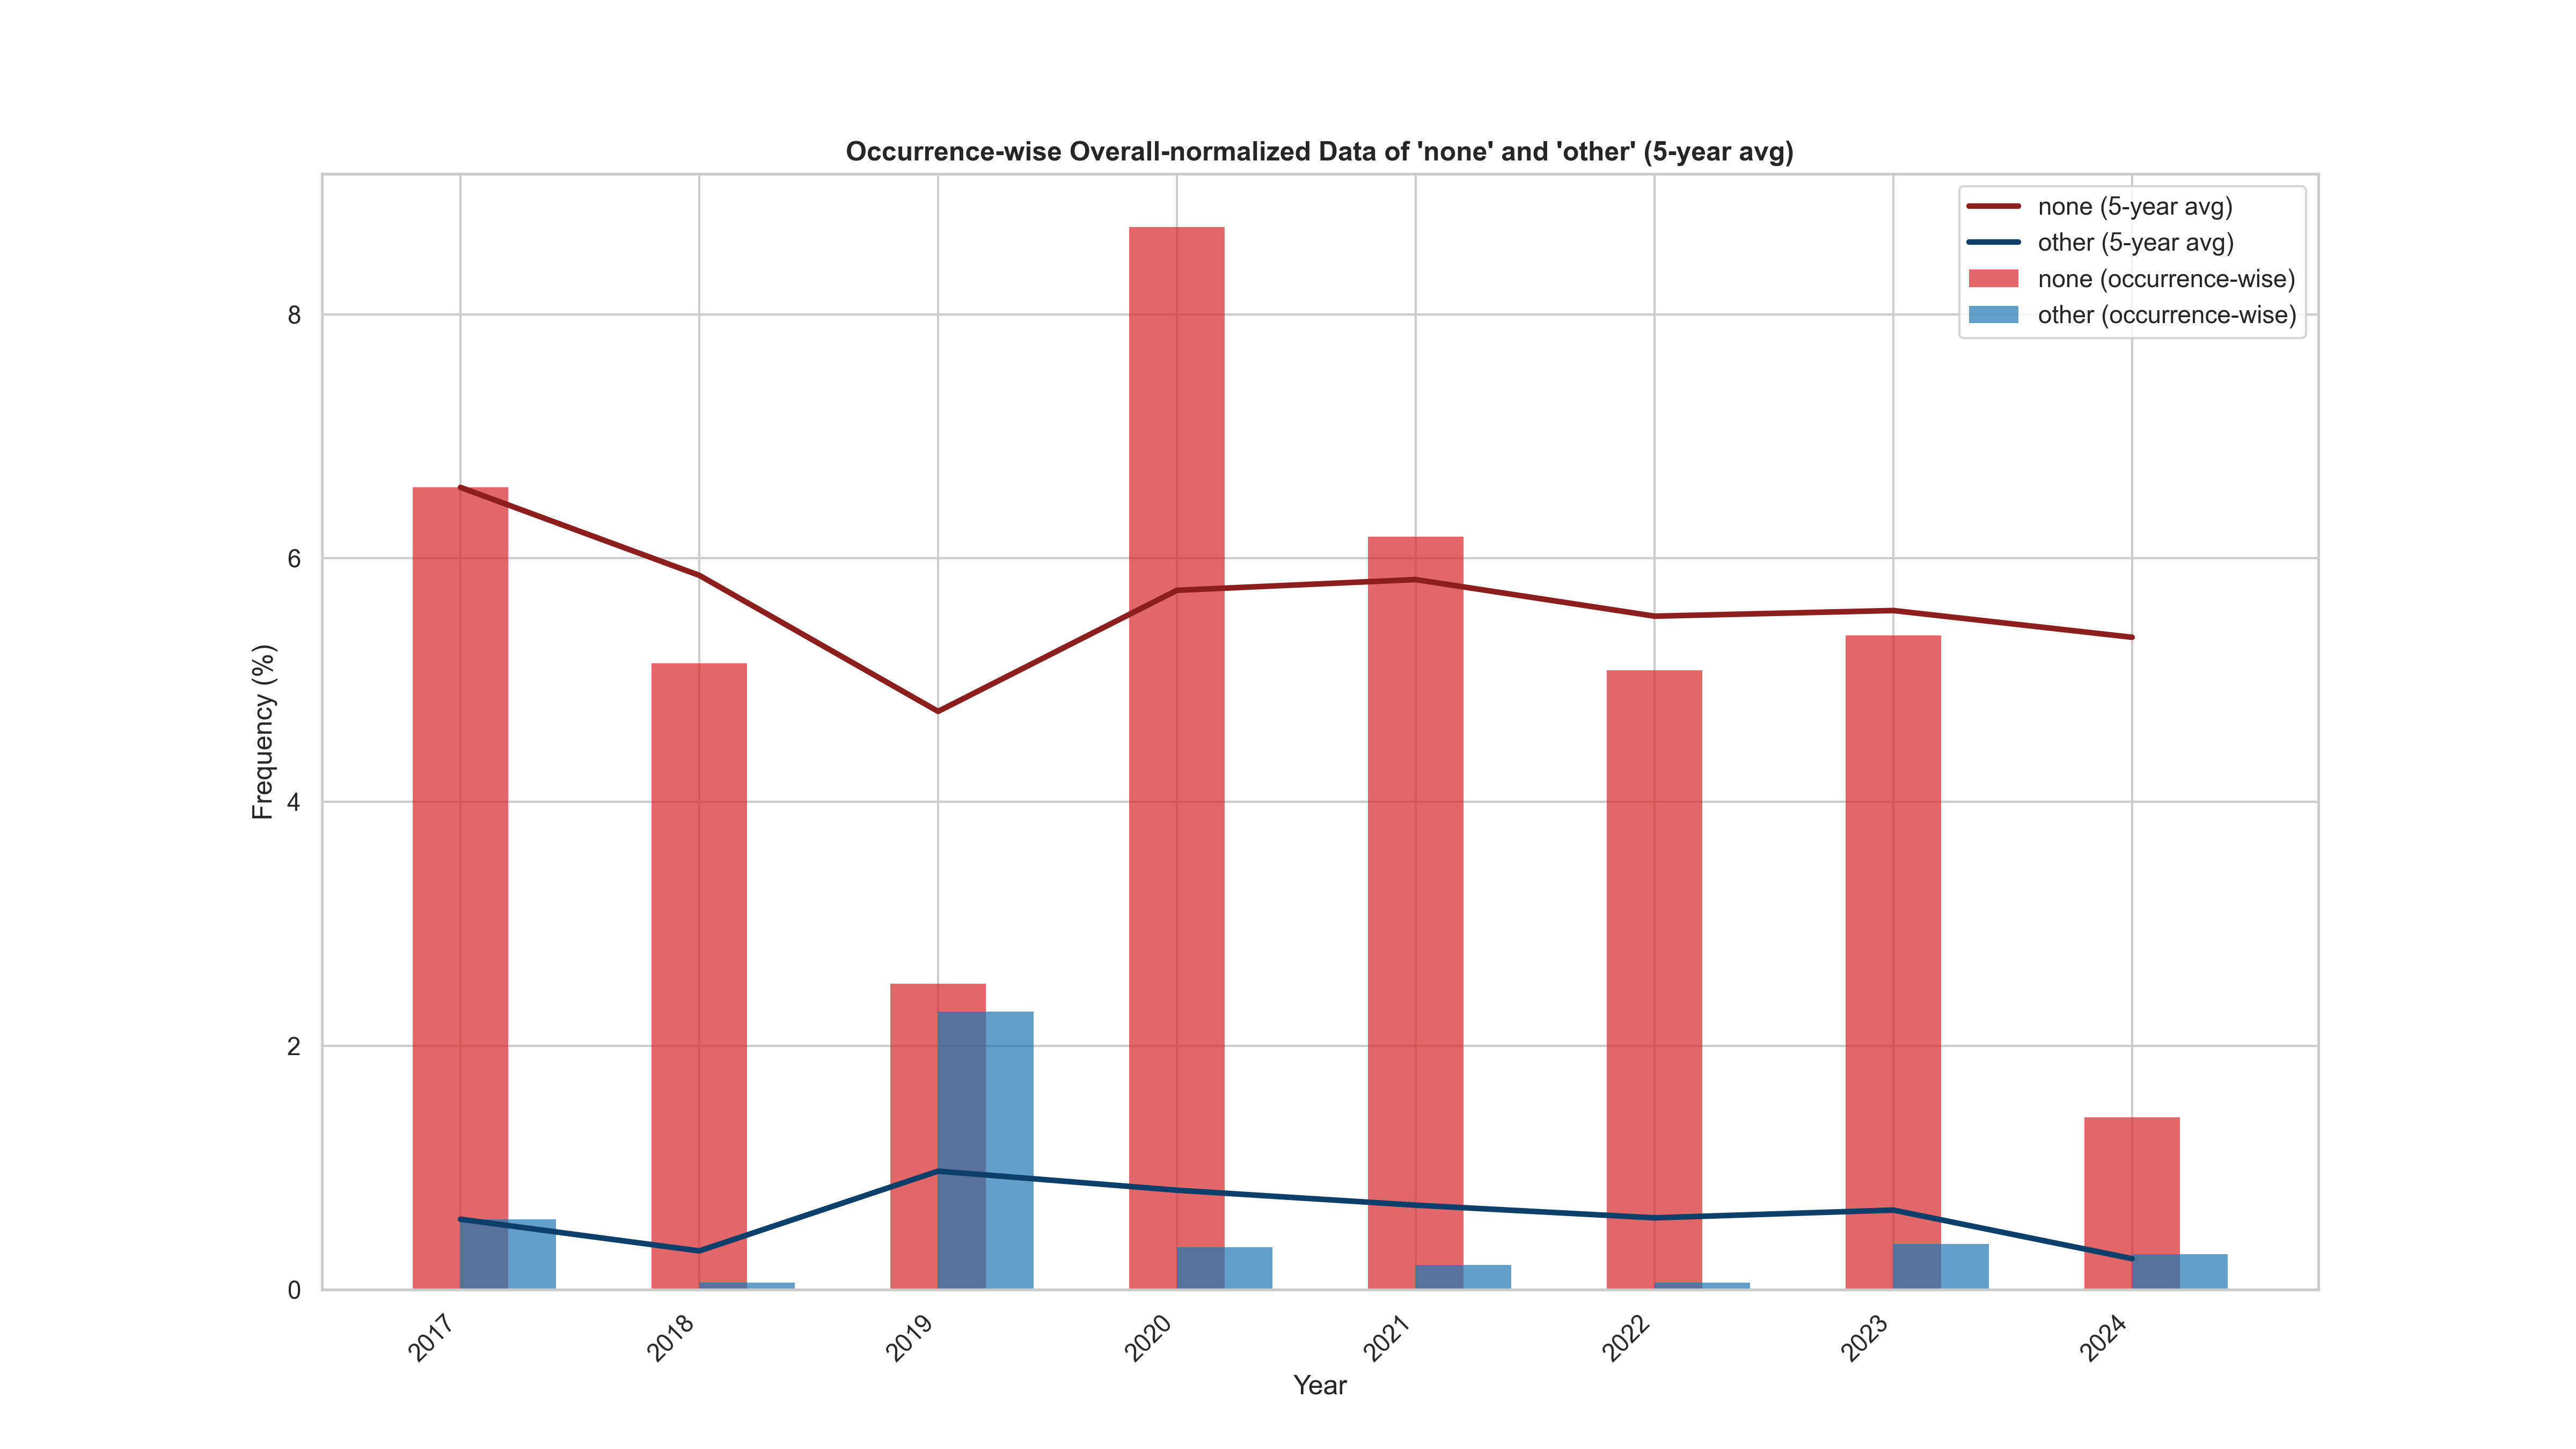 Occurrence-wise Overall-normalized Data of 'none' and 'other' (5-year avg)
none (5-year avg)
other (5-year avg)
none (occurrence-wise)
other (occurrence-wise)
Frequency (%)
8
6
4
2
0
2017
2018
2019
2020
2021
2022
2023
2024
Year